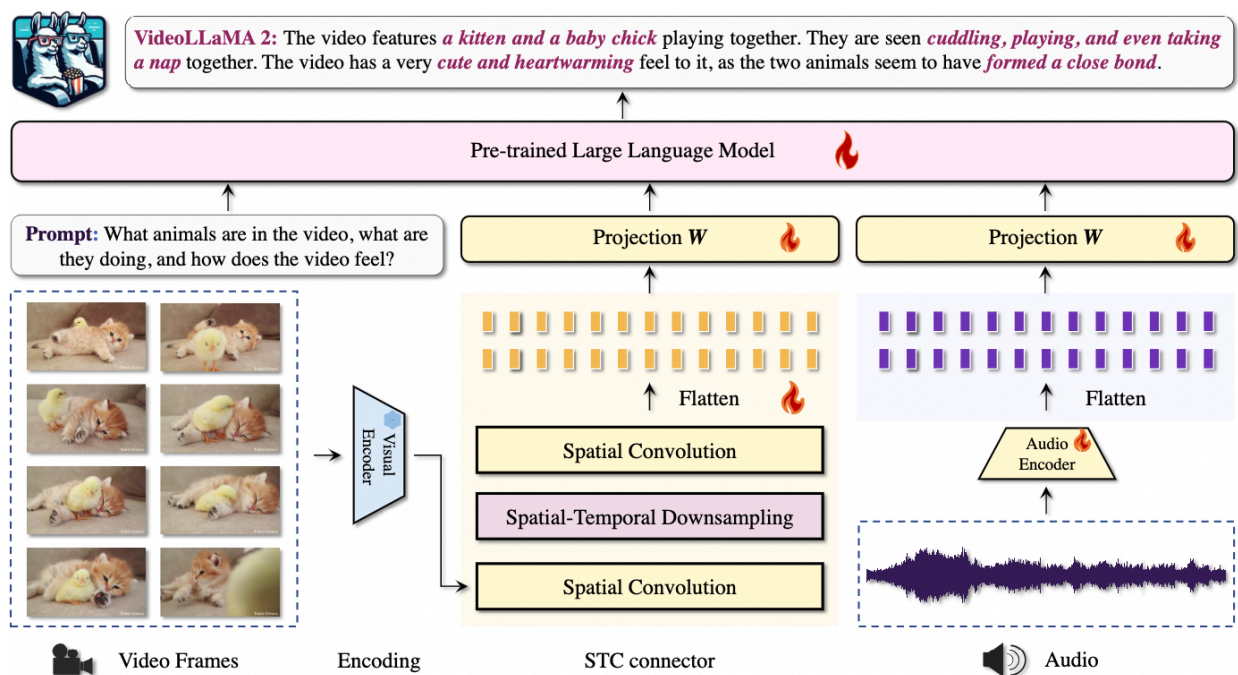 VideoLLaMA 2: The video features a kitten and a baby chick playing together. They are seen cuddling, playing, and even taking
a nap together. The video has a very cute and heartwarming feel to it, as the two animals seem to have formed a close bond.
Pre-trained Large Language Model
Prompt: What animals are in the video, what are
they doing, and how does the video feel?
Projection W
Projection W
Visual
Encoder
Flatten
Spatial Convolution
Spatial-Temporal Downsampling
Spatial Convolution
Flatten
Audio
Encoder
Video Frames
Encoding
STC connector
Audio